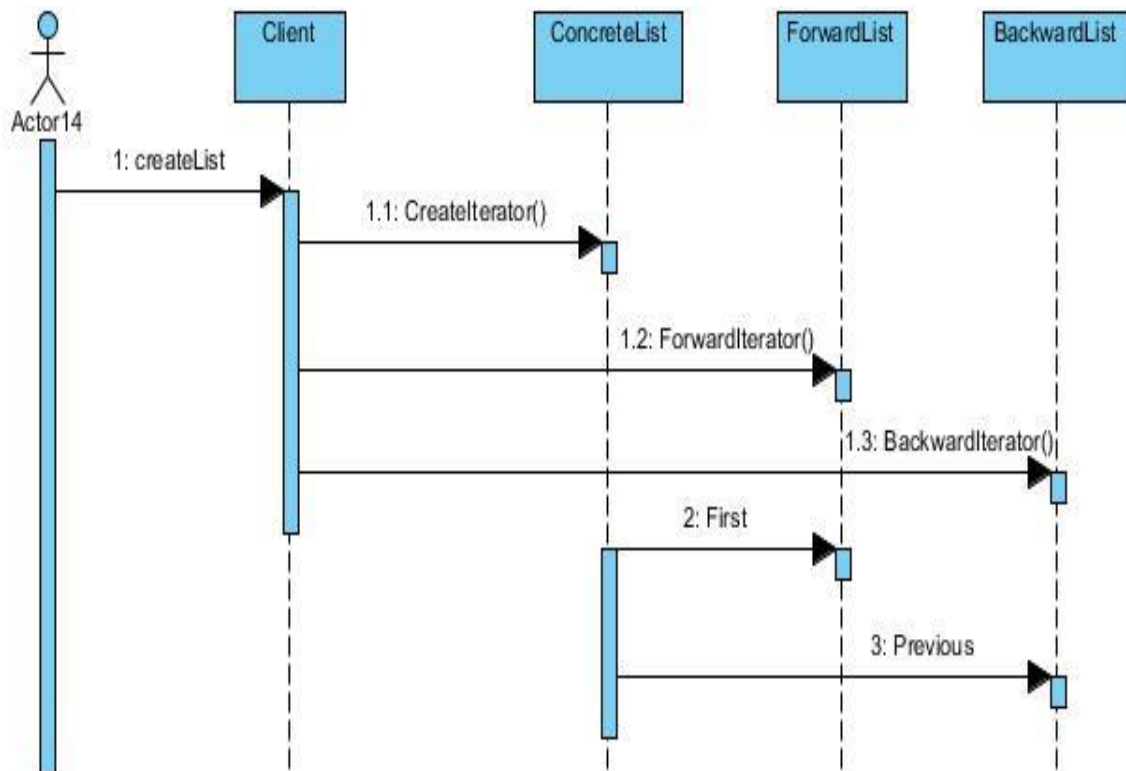 Client
ConcreteList
ForwardList
BackwardList
Actor14
1: createList
1.1: CreateIterator()
1.2: ForwardIterator()
1.3: BackwardIterator()
2: First
3: Previous